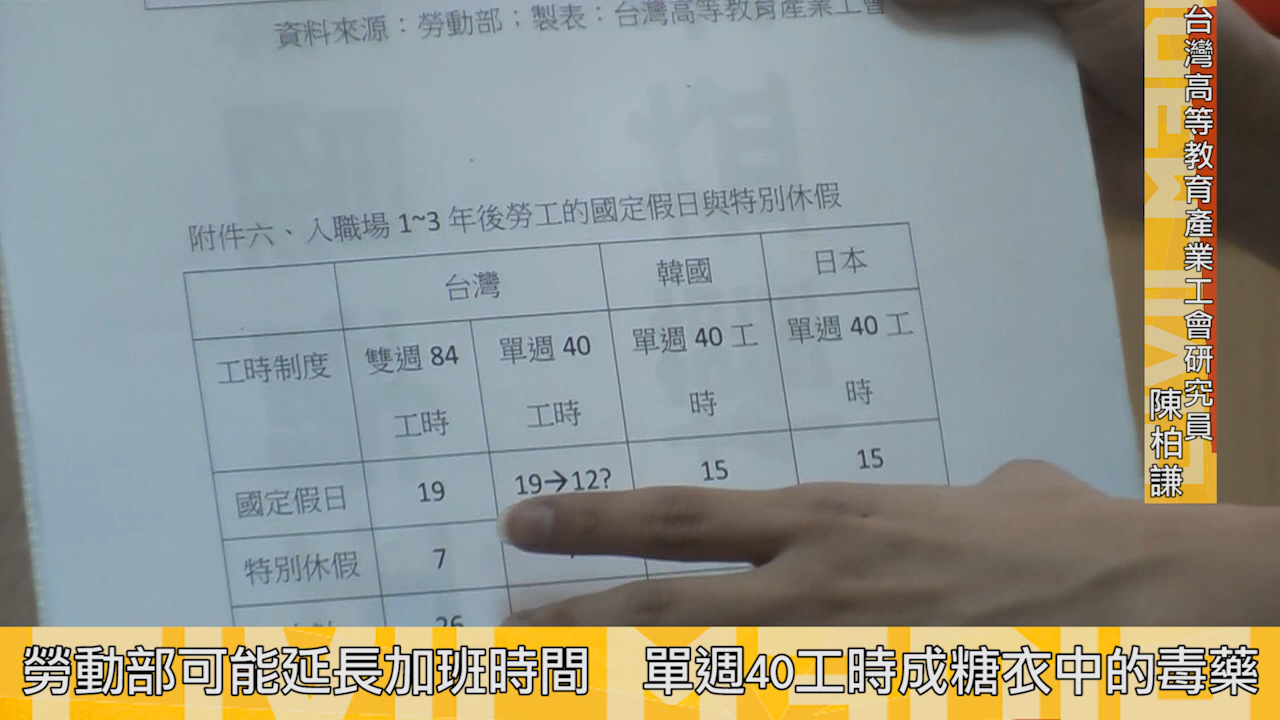 資料來源：勞動部；製表：台灣高等教育產業工會
附件六、入職場 1~3 年後勞工的國定假日與特別休假
台灣 韓國 日本
工時制度 雙週 84 工時 單週 40 工時 單週 40 工時 單週 40 工時
國定假日 19 19→12? 15 15
特別休假 7
26
台灣高等教育產業工會研究員
陳柏謙
勞動部可能延長加班時間 單週40工時成糖衣中的毒藥